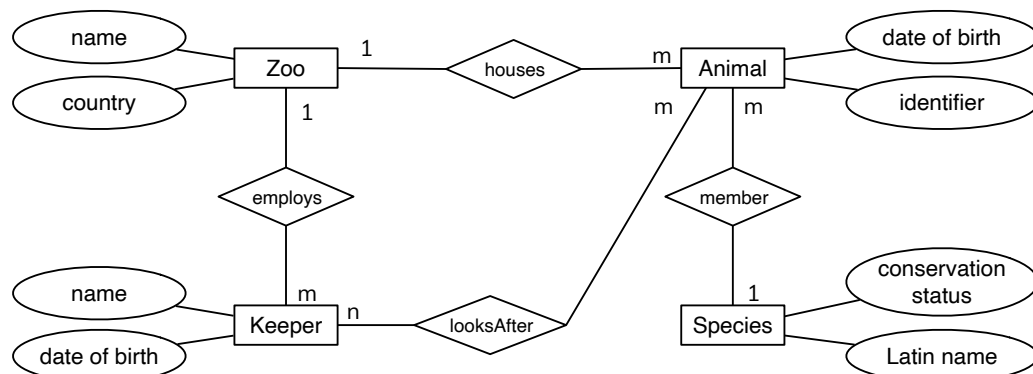 name
country
Zoo
1
houses
m
Animal
date of birth
identifier
1
m
m
employs
member
name
date of birth
m
Keeper
n
looksAfter
1
Species
conservation
status
Latin name